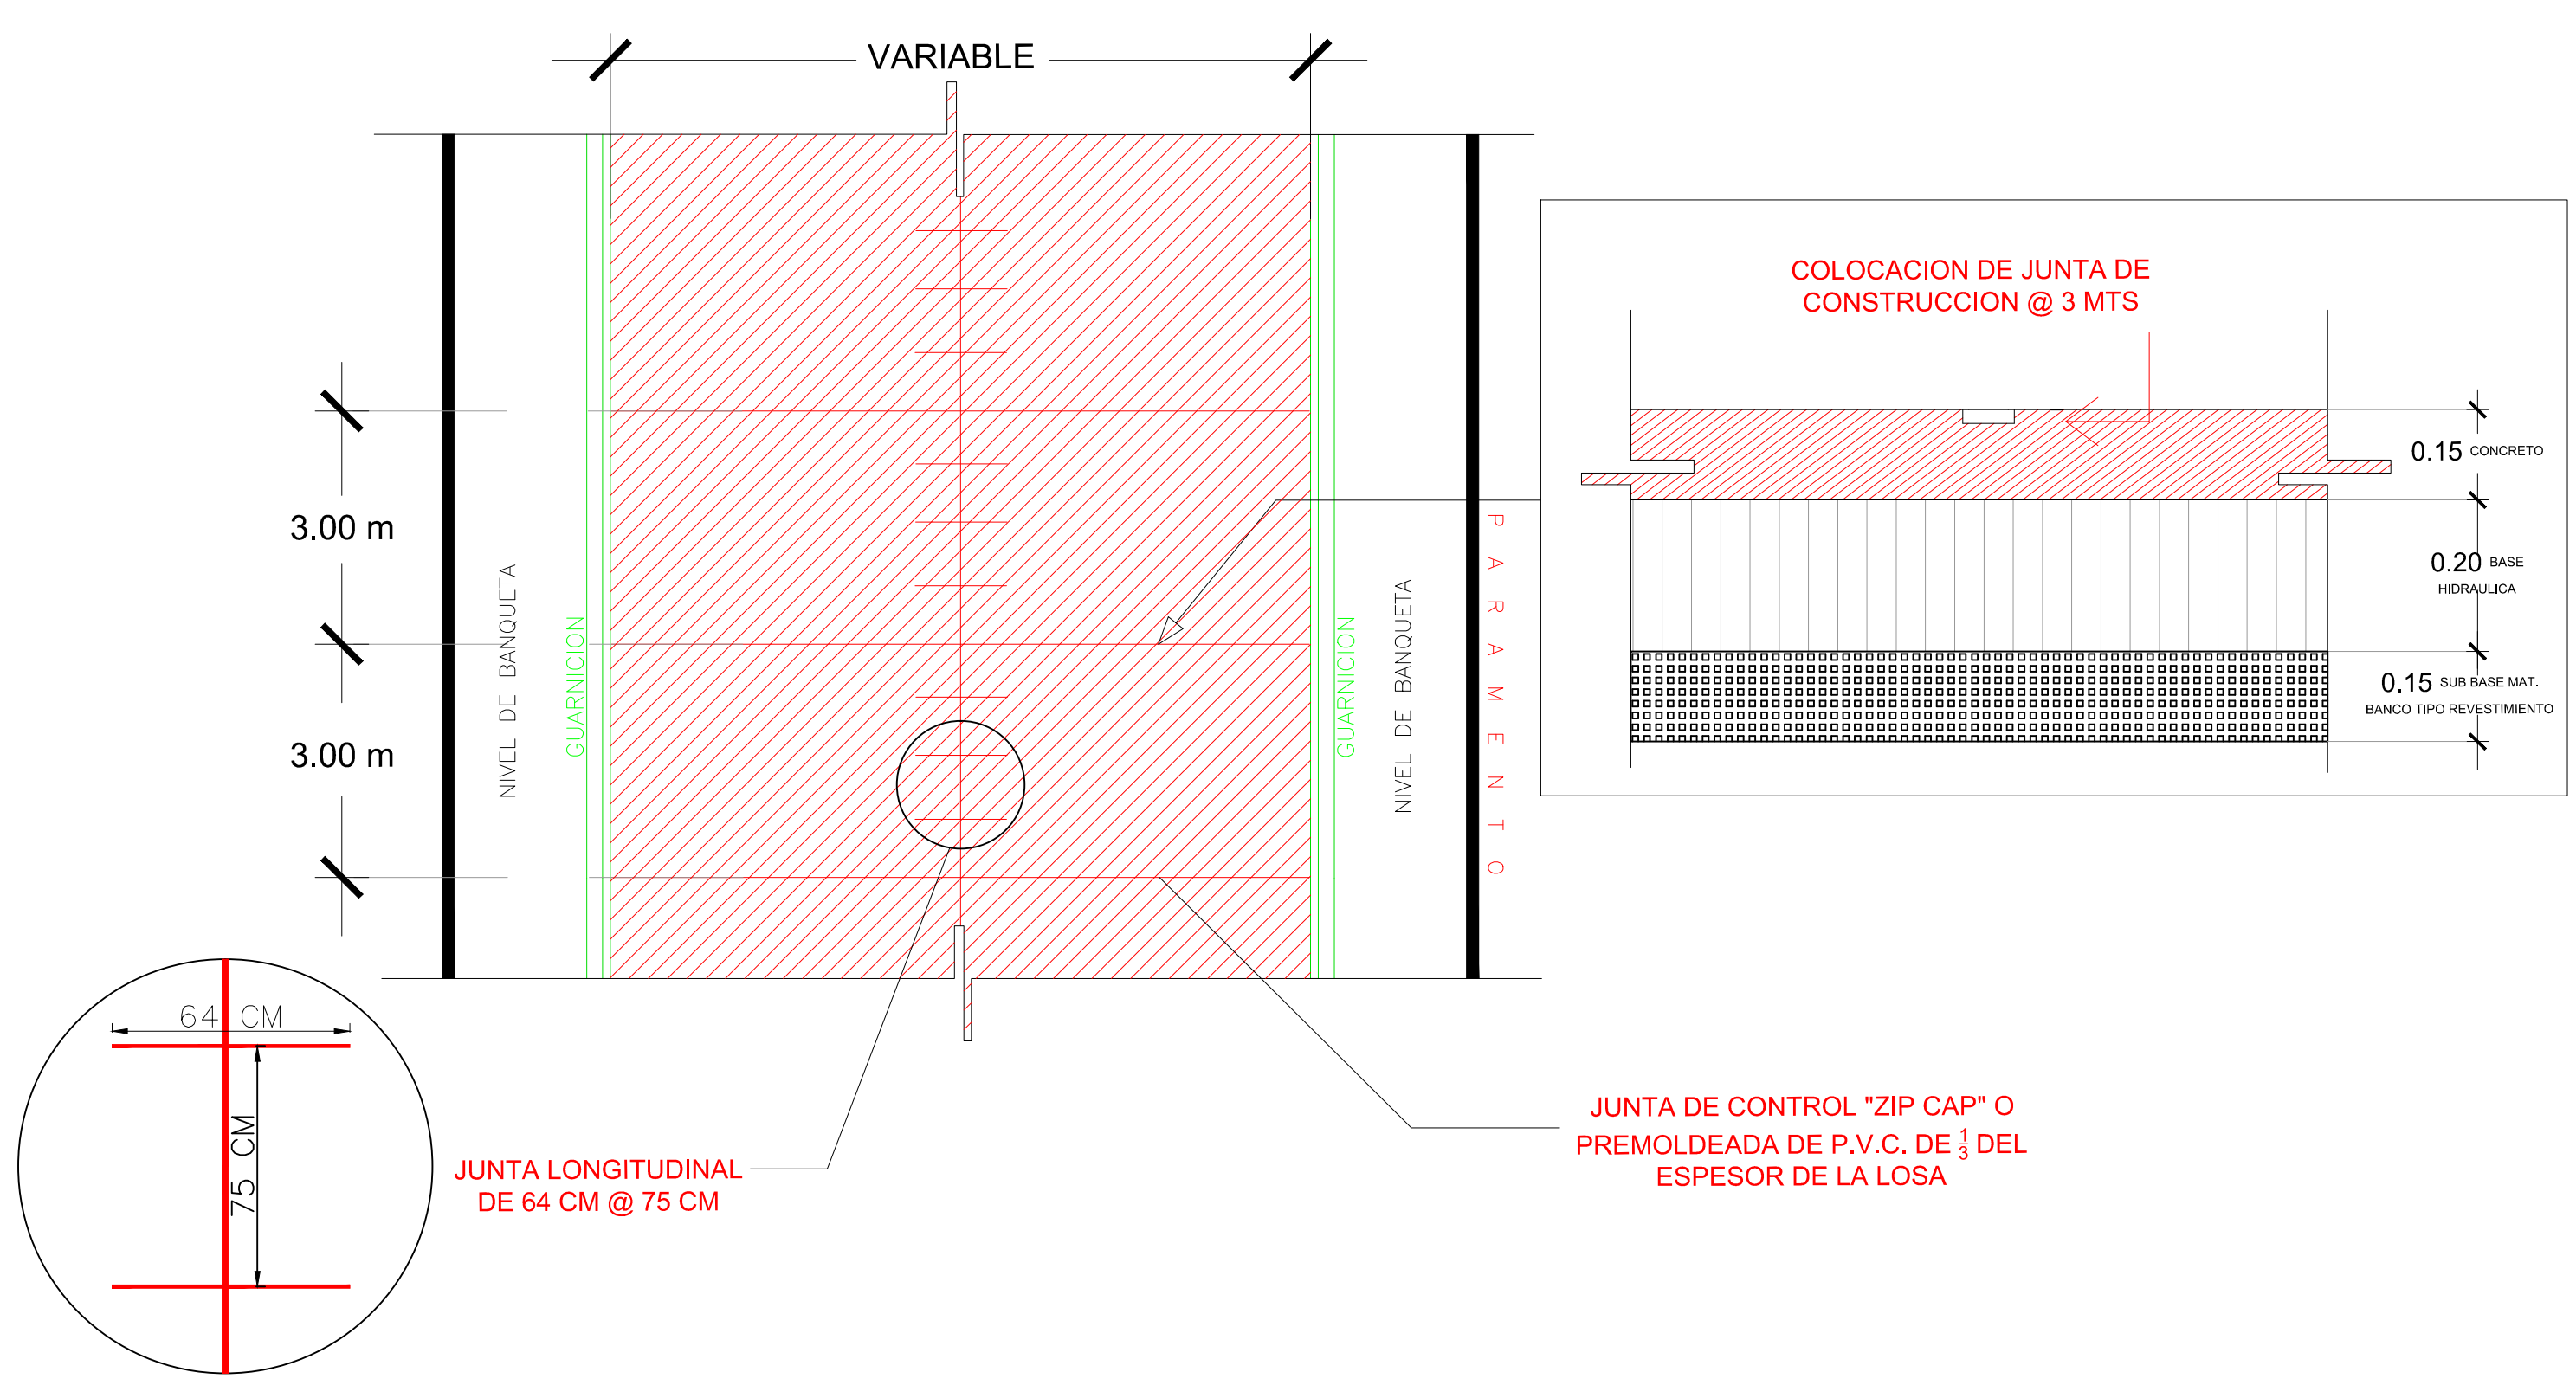 VARIABLE
COLOCACION DE JUNTA DE
CONSTRUCCION @ 3 MTS
0.15 CONCRETO
0.20 BASE
HIDRAULICA
0.15 SUB BASE MAT.
BANCO TIPO REVESTIMIENTO
3.00 m
3.00 m
NIVEL DE BANQUETA
GUARNICION
GUARNICION
NIVEL DE BANQUETA
PARAMENTO
64 CM
75 CM
JUNTA LONGITUDINAL
DE 64 CM @ 75 CM
JUNTA DE CONTROL "ZIP CAP" O
PREMOLDEADA DE P.V.C. DE 1/3 DEL
ESPESOR DE LA LOSA